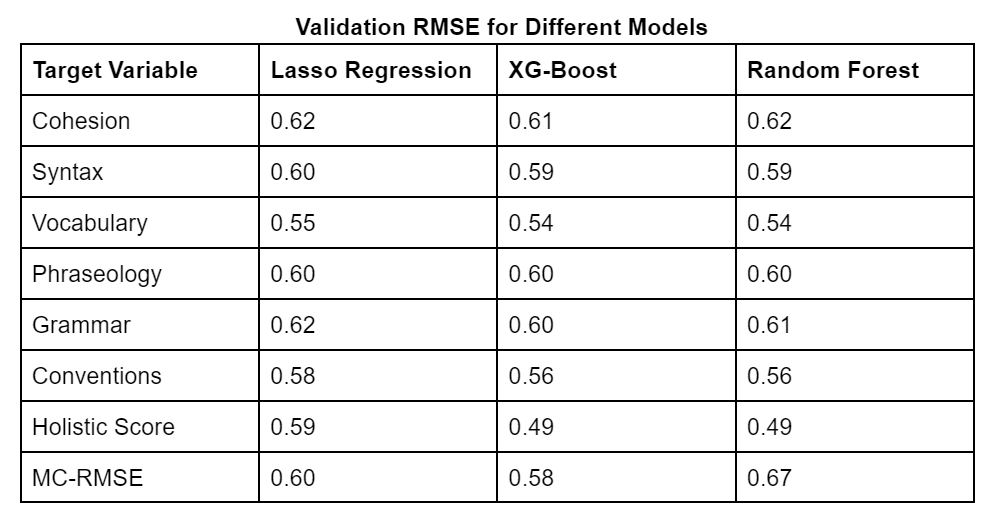 Validation RMSE for Different Models
Target Variable Lasso Regression XG-Boost Random Forest
Cohesion 0.62 0.61 0.62
Syntax 0.60 0.59 0.59
Vocabulary 0.55 0.54 0.54
Phraseology 0.60 0.60 0.60
Grammar 0.62 0.60 0.61
Conventions 0.58 0.56 0.56
Holistic Score 0.59 0.49 0.49
MC-RMSE 0.60 0.58 0.67